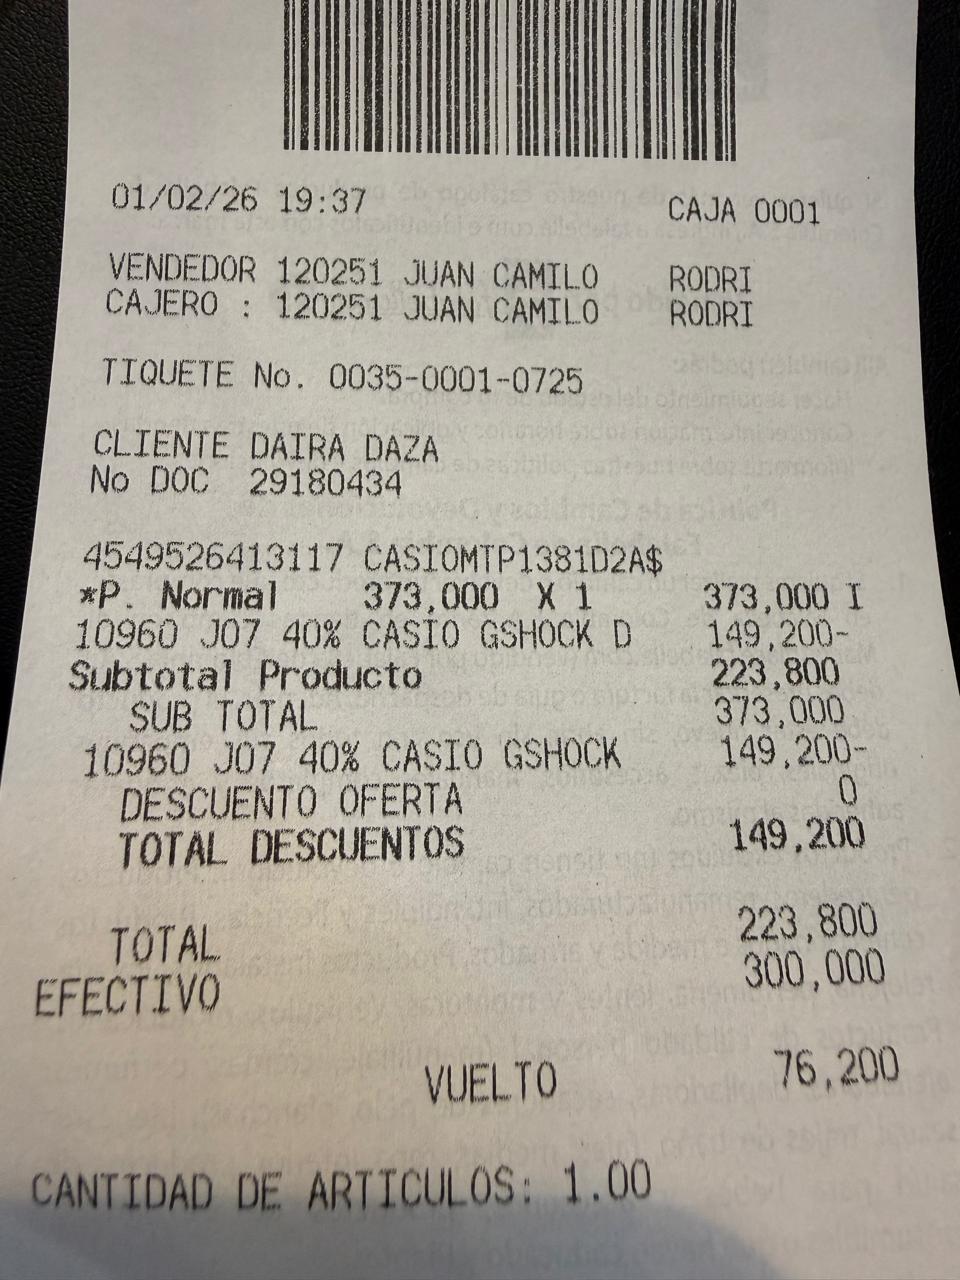 01/02/26 19:37 CAJA 0001
VENDEDOR 120251 JUAN CAMILO RODRI
CAJERO : 120251 JUAN CAMILO RODRI
TIQUETE No. 0035-0001-0725
CLIENTE DAIRA DAZA
No DOC 29180434
4549526413117 CASIOMTP1381D2A$
*P. Normal 373,000 X 1 373,000 I
10960 J07 40% CASIO GSHOCK D 149,200-
Subtotal Producto 223,800
SUB TOTAL 373,000
10960 J07 40% CASIO GSHOCK 149,200-
DESCUENTO OFERTA 0
TOTAL DESCUENTOS 149,200
TOTAL 223,800
EFECTIVO 300,000
VUELTO 76,200
CANTIDAD DE ARTICULOS: 1.00